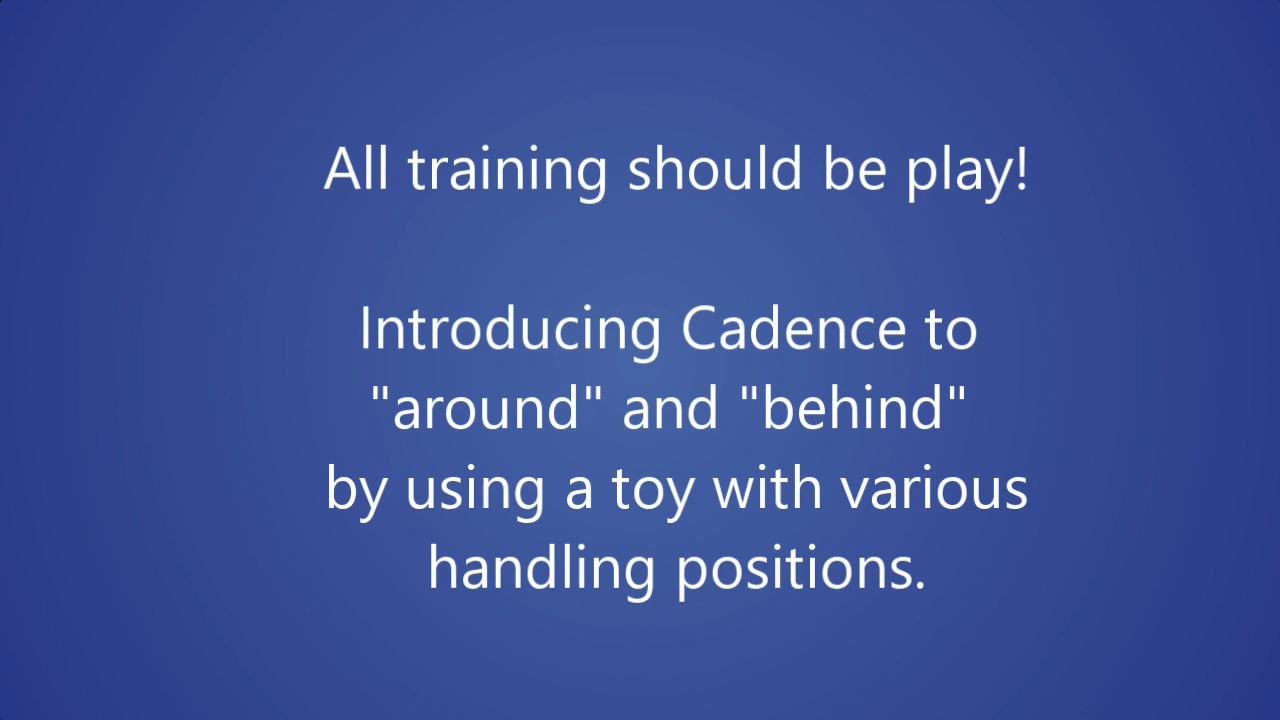 All training should be play!
Introducing Cadence to
"around" and "behind"
by using a toy with various
handling positions.